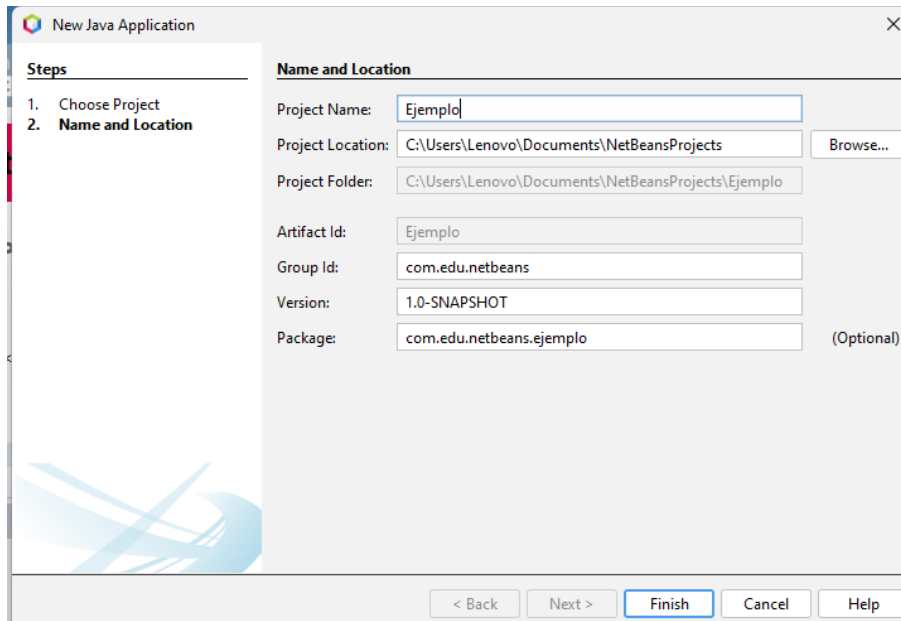 New Java Application
Steps
1. Choose Project
2. Name and Location
Name and Location
Project Name: Ejemplo
Project Location: C:\Users\Lenovo\Documents\NetBeansProjects Browse...
Project Folder: C:\Users\Lenovo\Documents\NetBeansProjects\Ejemplo
Artifact Id: Ejemplo
Group Id: com.edu.netbeans
Version: 1.0-SNAPSHOT
Package: com.edu.netbeans.ejemplo (Optional)
< Back Next > Finish Cancel Help